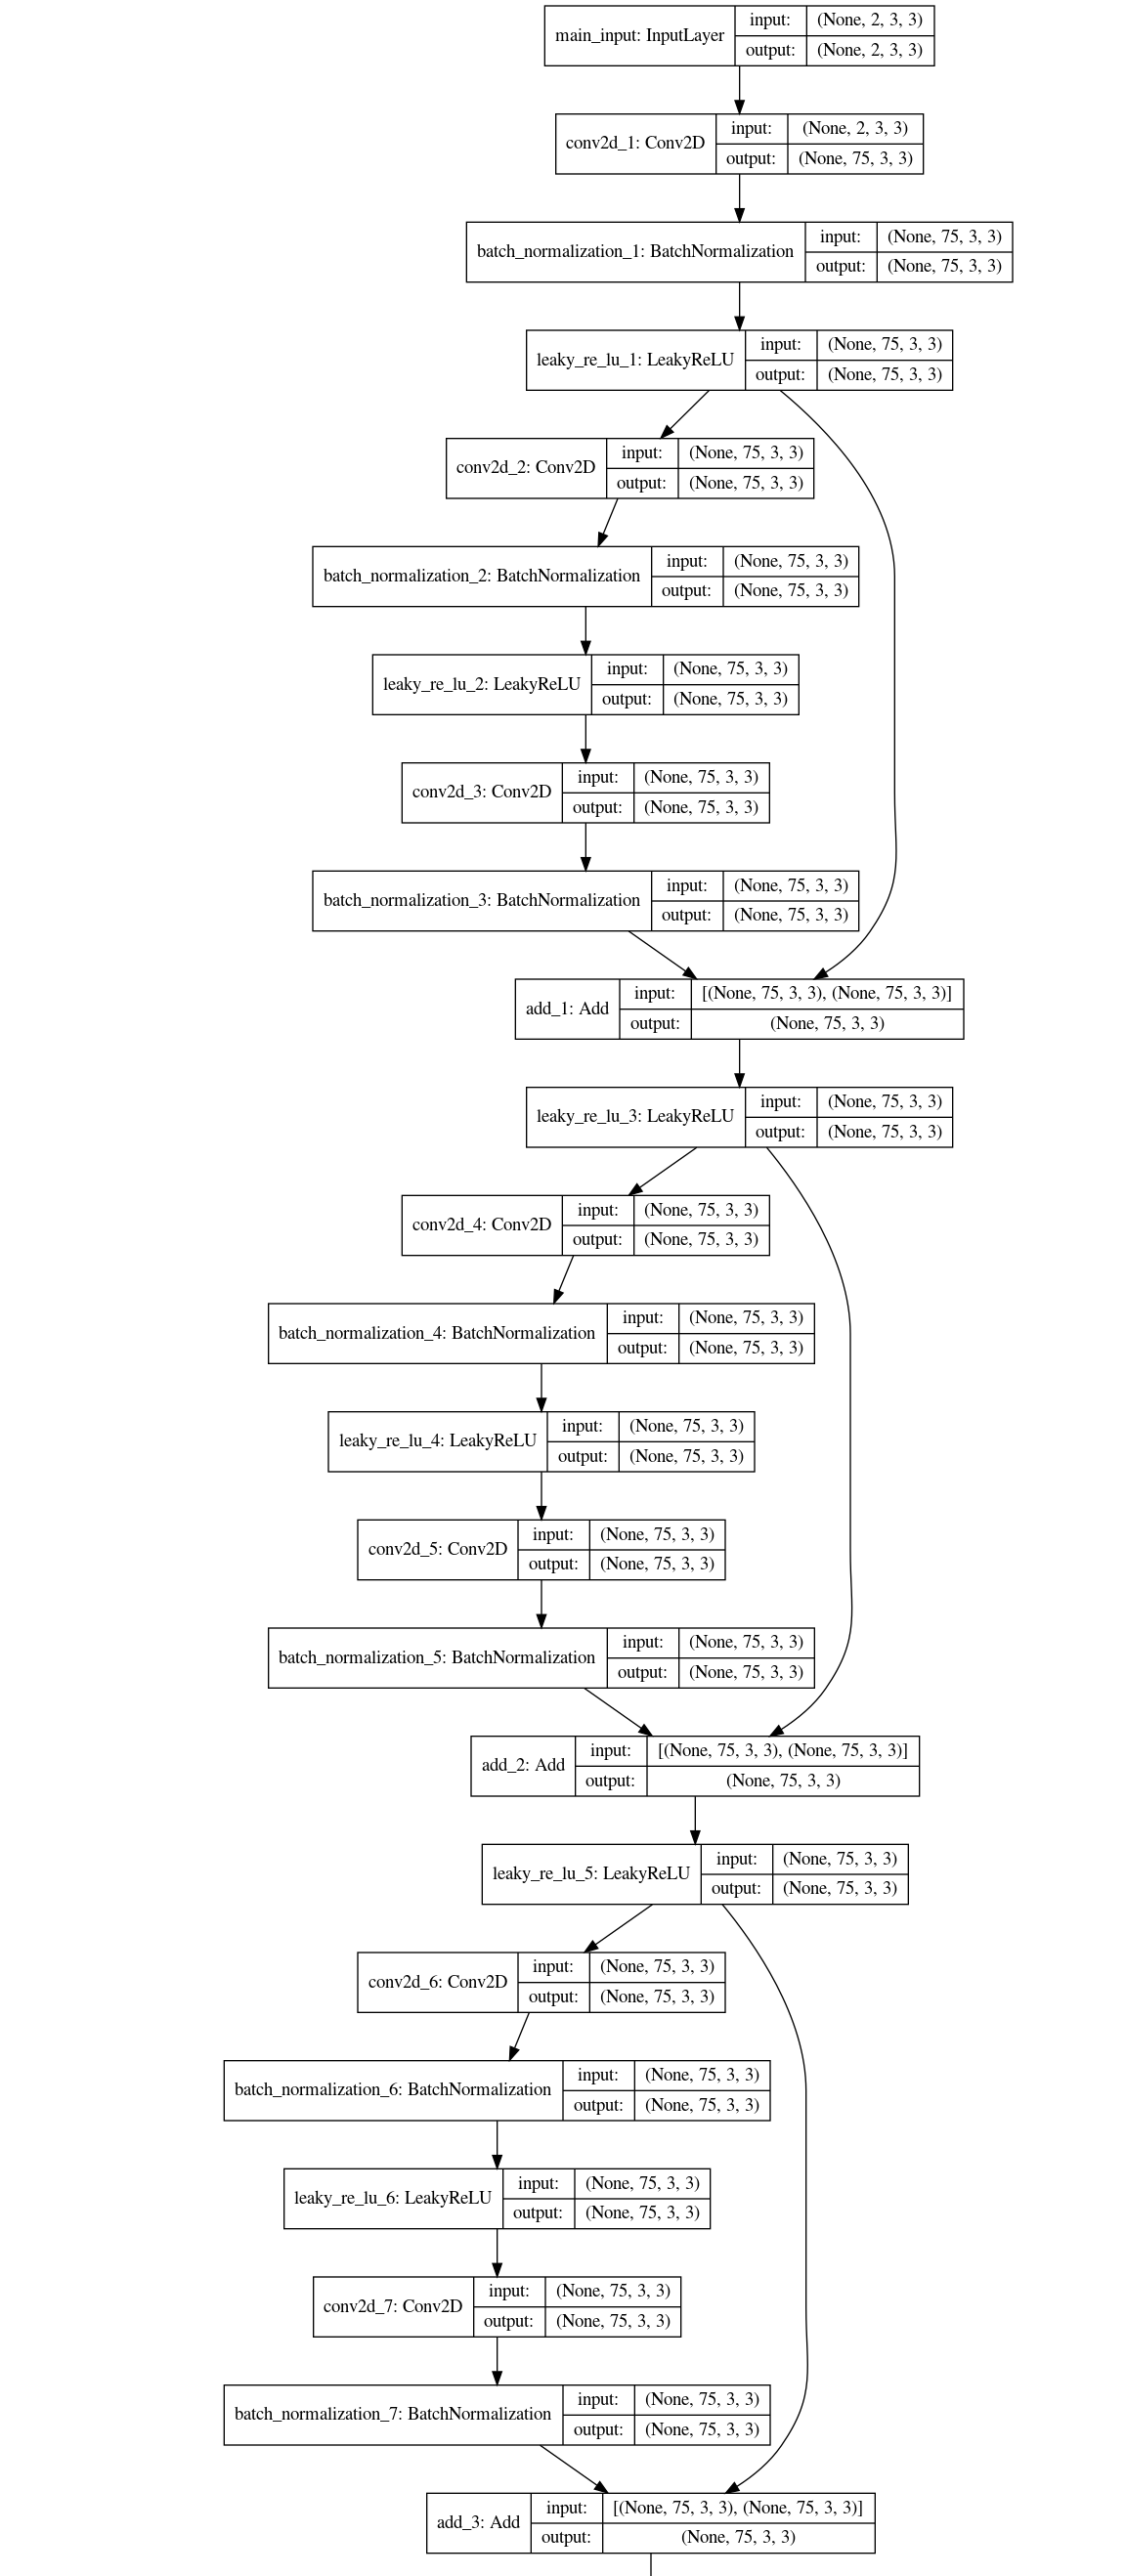 main_input: InputLayer
input: (None, 2, 3, 3)
output: (None, 2, 3, 3)
conv2d_1: Conv2D
input: (None, 2, 3, 3)
output: (None, 75, 3, 3)
batch_normalization_1: BatchNormalization
input: (None, 75, 3, 3)
output: (None, 75, 3, 3)
leaky_re_lu_1: LeakyReLU
input: (None, 75, 3, 3)
output: (None, 75, 3, 3)
conv2d_2: Conv2D
input: (None, 75, 3, 3)
output: (None, 75, 3, 3)
batch_normalization_2: BatchNormalization
input: (None, 75, 3, 3)
output: (None, 75, 3, 3)
leaky_re_lu_2: LeakyReLU
input: (None, 75, 3, 3)
output: (None, 75, 3, 3)
conv2d_3: Conv2D
input: (None, 75, 3, 3)
output: (None, 75, 3, 3)
batch_normalization_3: BatchNormalization
input: (None, 75, 3, 3)
output: (None, 75, 3, 3)
add_1: Add
input: [(None, 75, 3, 3), (None, 75, 3, 3)]
output: (None, 75, 3, 3)
leaky_re_lu_3: LeakyReLU
input: (None, 75, 3, 3)
output: (None, 75, 3, 3)
conv2d_4: Conv2D
input: (None, 75, 3, 3)
output: (None, 75, 3, 3)
batch_normalization_4: BatchNormalization
input: (None, 75, 3, 3)
output: (None, 75, 3, 3)
leaky_re_lu_4: LeakyReLU
input: (None, 75, 3, 3)
output: (None, 75, 3, 3)
conv2d_5: Conv2D
input: (None, 75, 3, 3)
output: (None, 75, 3, 3)
batch_normalization_5: BatchNormalization
input: (None, 75, 3, 3)
output: (None, 75, 3, 3)
add_2: Add
input: [(None, 75, 3, 3), (None, 75, 3, 3)]
output: (None, 75, 3, 3)
leaky_re_lu_5: LeakyReLU
input: (None, 75, 3, 3)
output: (None, 75, 3, 3)
conv2d_6: Conv2D
input: (None, 75, 3, 3)
output: (None, 75, 3, 3)
batch_normalization_6: BatchNormalization
input: (None, 75, 3, 3)
output: (None, 75, 3, 3)
leaky_re_lu_6: LeakyReLU
input: (None, 75, 3, 3)
output: (None, 75, 3, 3)
conv2d_7: Conv2D
input: (None, 75, 3, 3)
output: (None, 75, 3, 3)
batch_normalization_7: BatchNormalization
input: (None, 75, 3, 3)
output: (None, 75, 3, 3)
add_3: Add
input: [(None, 75, 3, 3), (None, 75, 3, 3)]
output: (None, 75, 3, 3)